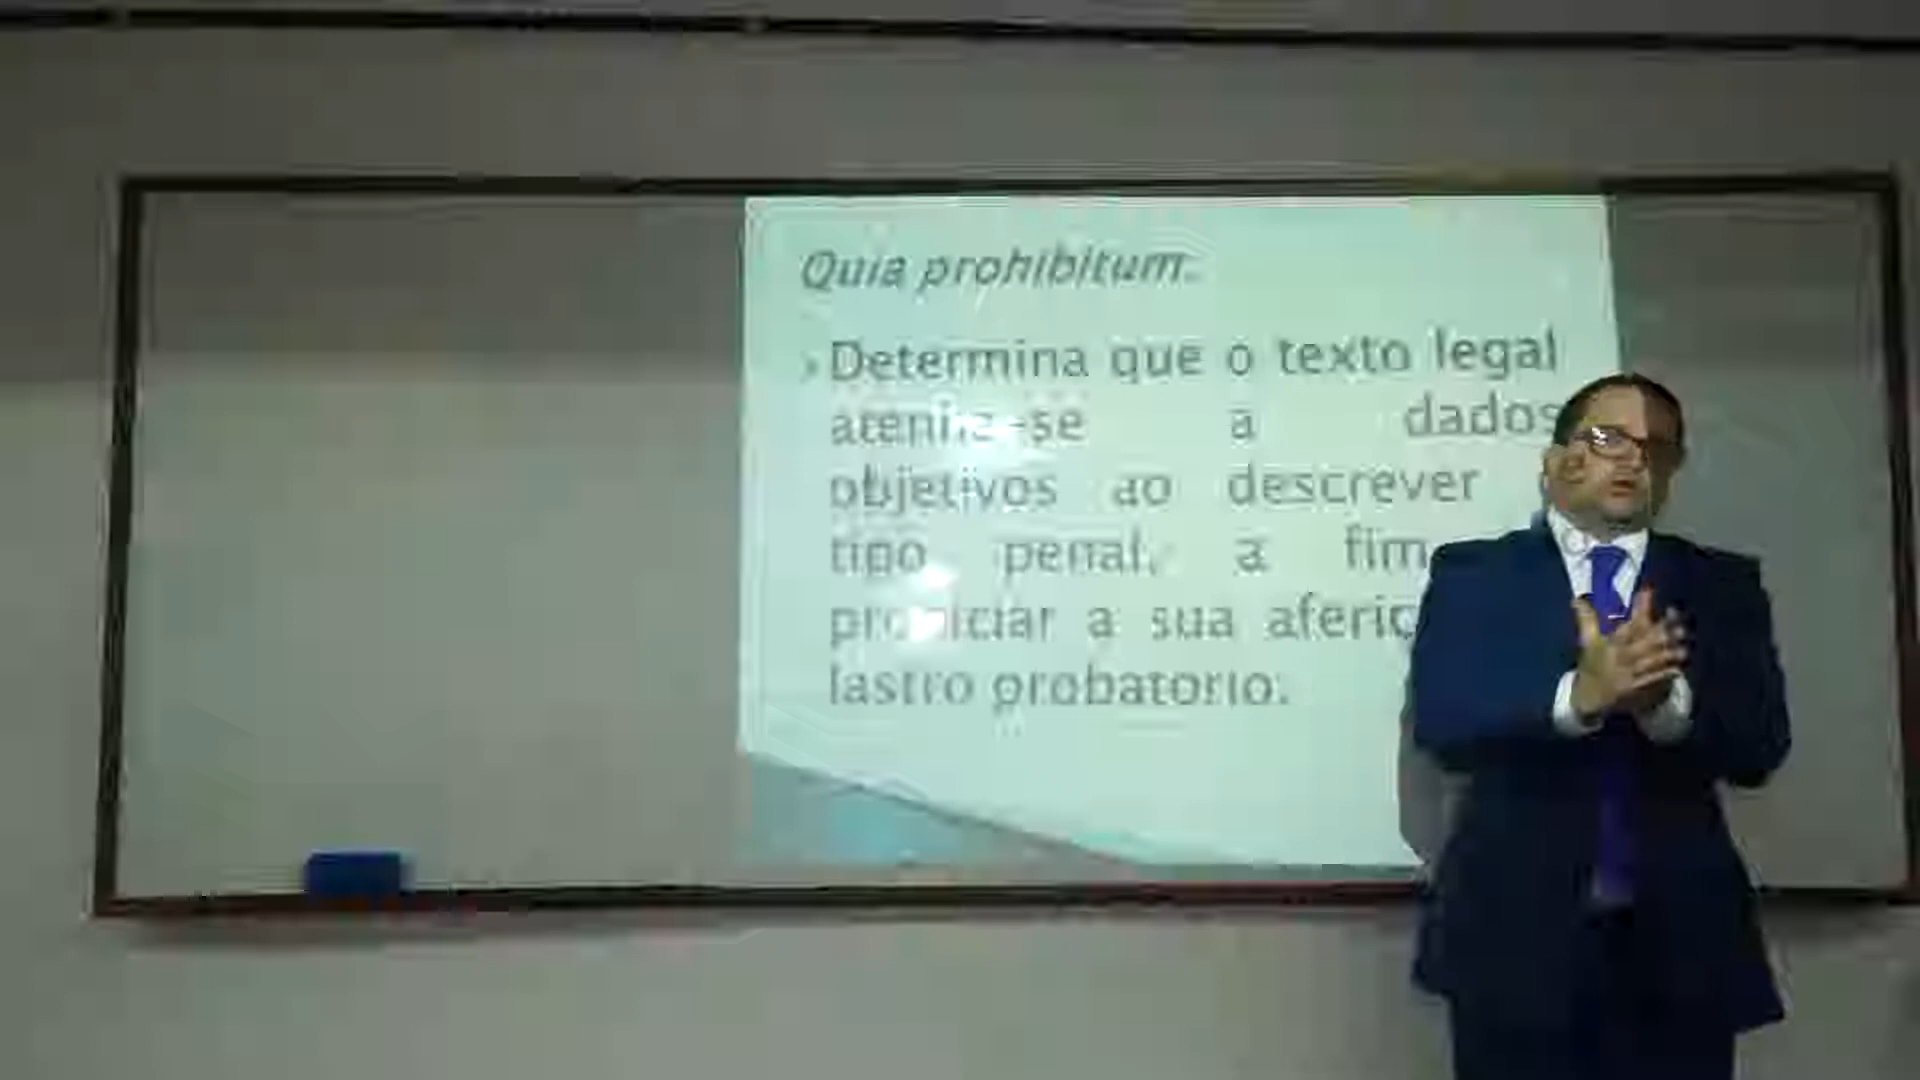 Quia prohibitum.
Determina que o texto legal
atenha-se a dados
objetivos ao descrever
tipo penal, a fim
propiciar a sua aferiç
lastro probatorio.